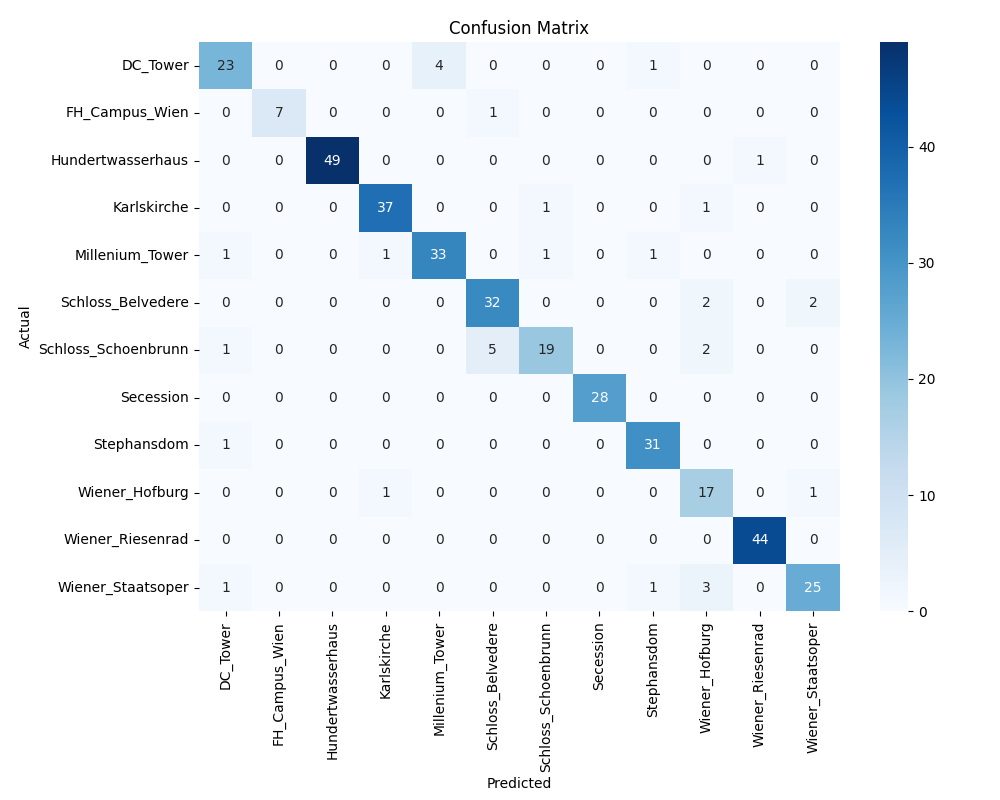 Confusion Matrix
Actual
DC_Tower 23 0 0 0 4 0 0 0 1 0 0 0
FH_Campus_Wien 0 7 0 0 0 1 0 0 0 0 0 0
Hundertwasserhaus 0 0 49 0 0 0 0 0 0 0 1 0
Karlskirche 0 0 0 37 0 0 1 0 0 1 0 0
Millenium_Tower 1 0 0 1 33 0 1 0 1 0 0 0
Schloss_Belvedere 0 0 0 0 0 32 0 0 0 2 0 2
Schloss_Schoenbrunn 1 0 0 0 0 5 19 0 0 2 0 0
Secession 0 0 0 0 0 0 0 28 0 0 0 0
Stephansdom 1 0 0 0 0 0 0 0 31 0 0 0
Wiener_Hofburg 0 0 0 1 0 0 0 0 0 17 0 1
Wiener_Riesenrad 0 0 0 0 0 0 0 0 0 0 44 0
Wiener_Staatsoper 1 0 0 0 0 0 0 0 1 3 0 25
DC_Tower
FH_Campus_Wien
Hundertwasserhaus
Karlskirche
Millenium_Tower
Schloss_Belvedere
Schloss_Schoenbrunn
Secession
Stephansdom
Wiener_Hofburg
Wiener_Riesenrad
Wiener_Staatsoper
Predicted
40
30
20
10
0